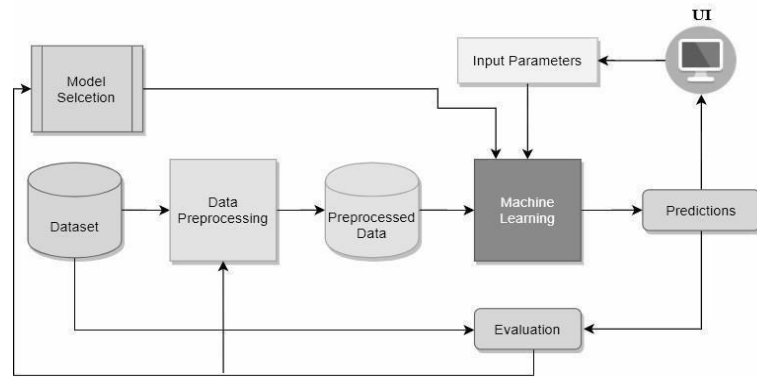 UI
Model
Selcetion
Input Parameters
Dataset
Data
Preprocessing
Preprocessed
Data
Machine
Learning
Predictions
Evaluation